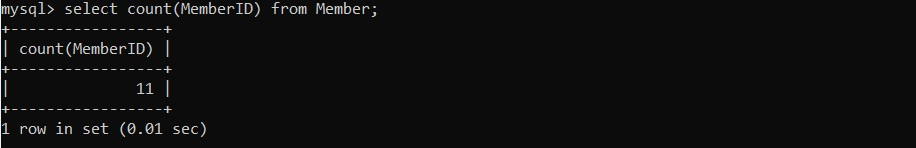 mysql> select count(MemberID) from Member;
+-----------------+
| count(MemberID) |
+-----------------+
|              11 |
+-----------------+
1 row in set (0.01 sec)